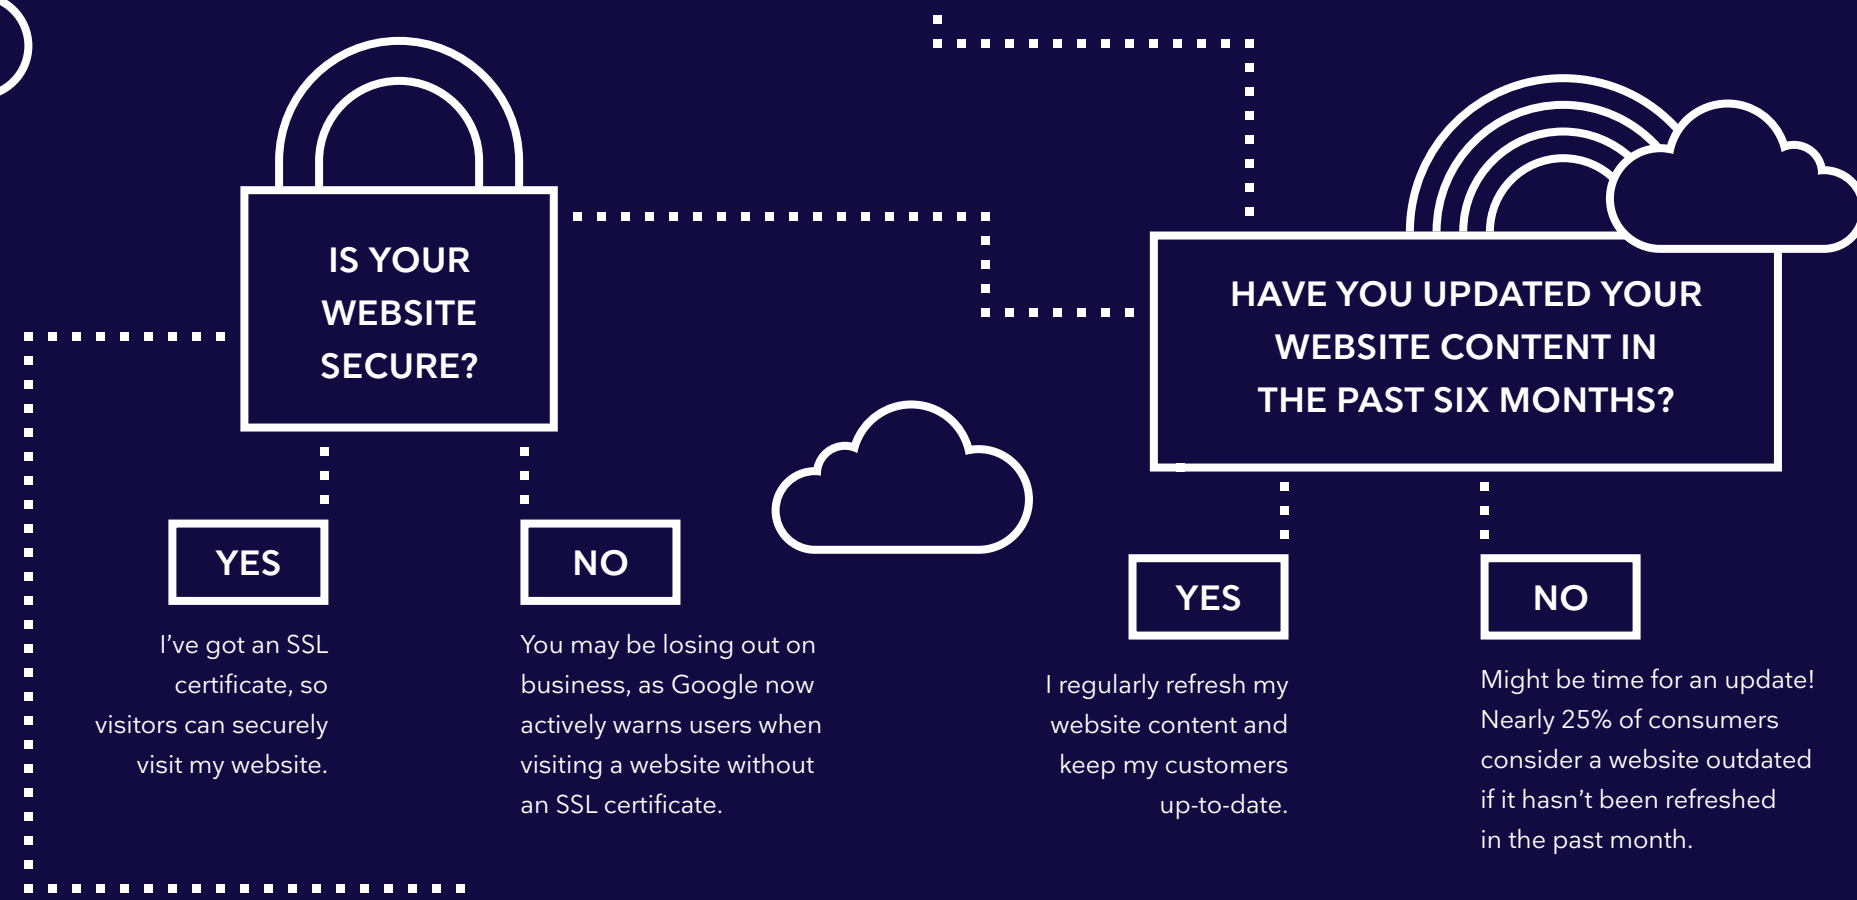 IS YOUR
WEBSITE
SECURE?
YES
I’ve got an SSL
certificate, so
visitors can securely
visit my website.
NO
You may be losing out on
business, as Google now
actively warns users when
visiting a website without
an SSL certificate.
HAVE YOU UPDATED YOUR
WEBSITE CONTENT IN
THE PAST SIX MONTHS?
YES
I regularly refresh my
website content and
keep my customers
up-to-date.
NO
Might be time for an update!
Nearly 25% of consumers
consider a website outdated
if it hasn’t been refreshed
in the past month.